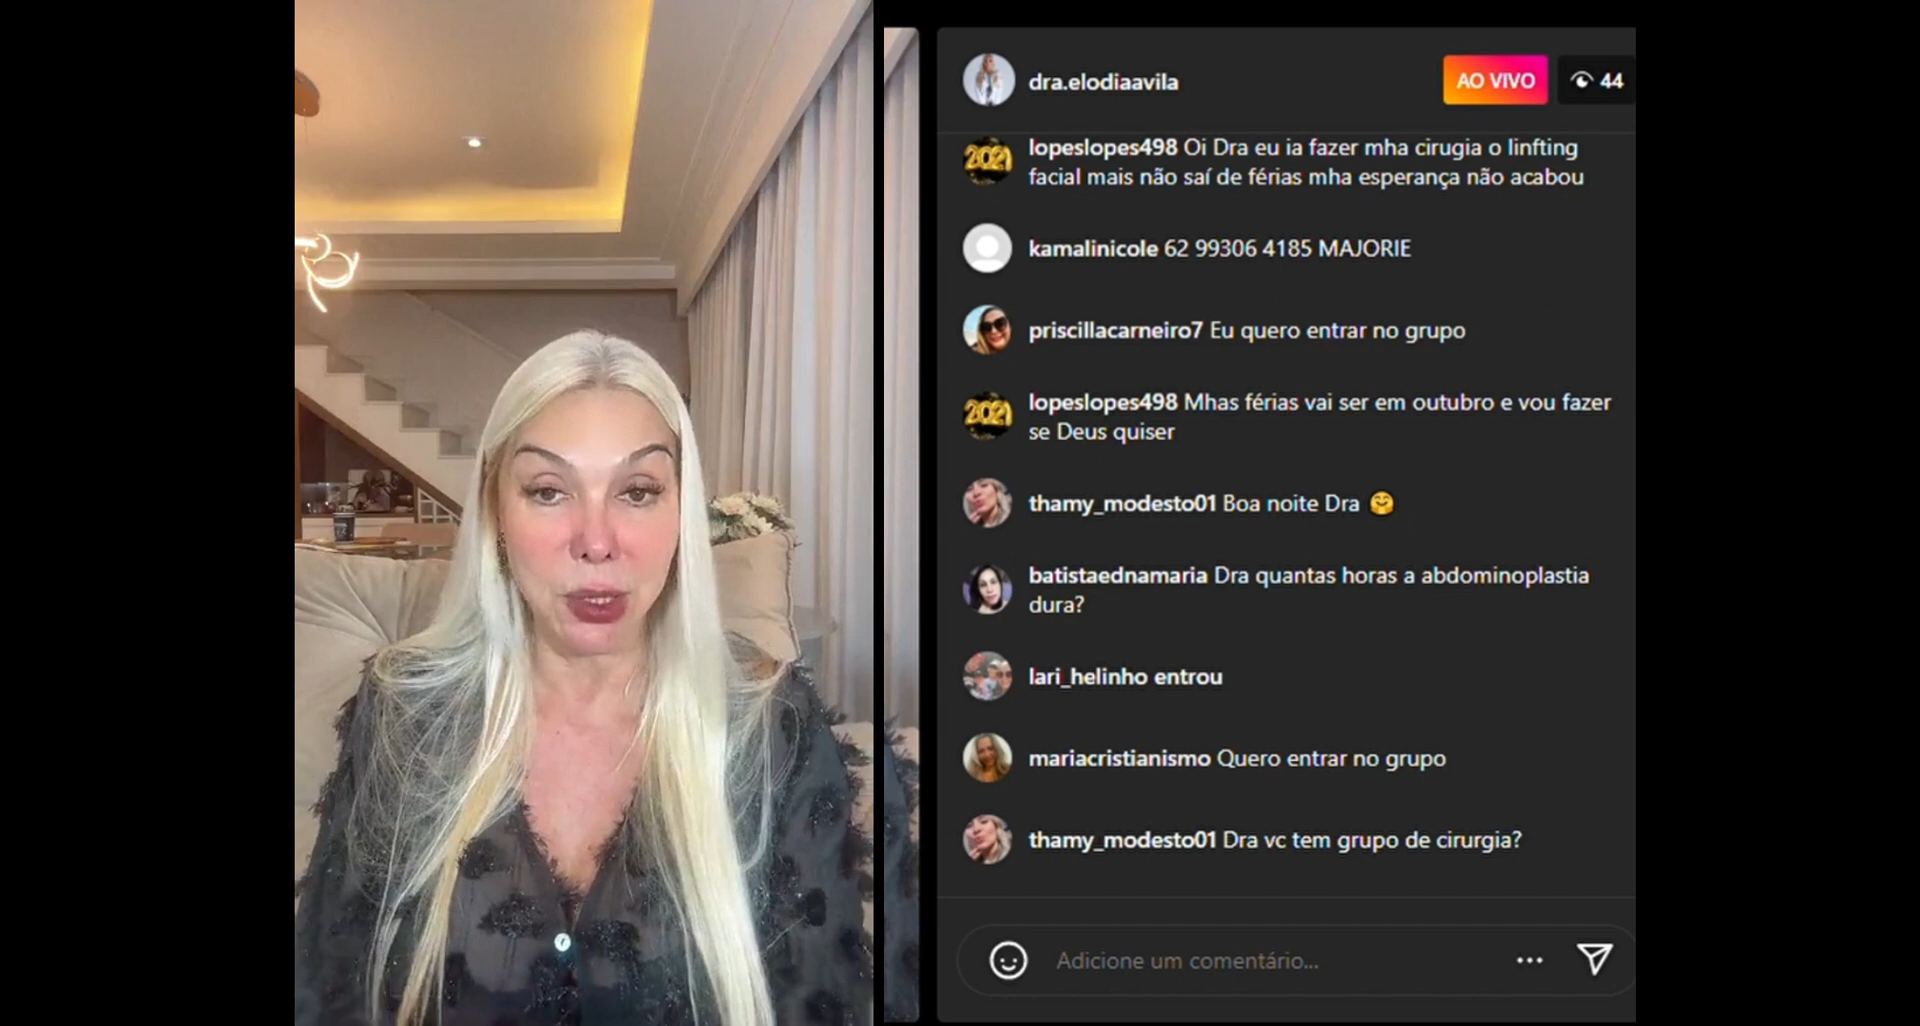 dra.elodiaavila
AO VIVO
44
lopeslopes498 Oi Dra eu ia fazer mha cirugia o linfting
facial mais não saí de férias mha esperança não acabou
kamalinicole 62 99306 4185 MAJORIE
priscillacarneiro7 Eu quero entrar no grupo
lopeslopes498 Mhas férias vai ser em outubro e vou fazer
se Deus quiser
thamy_modesto01 Boa noite Dra 🤗
batistaednamaria Dra quantas horas a abdominoplastia
dura?
lari_helinho entrou
mariacristianismo Quero entrar no grupo
thamy_modesto01 Dra vc tem grupo de cirurgia?
Adicione um comentário...
2021
2021